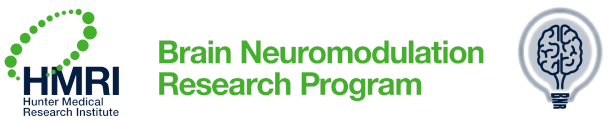 HMRI
Hunter Medical
Research Institute
Brain Neuromodulation
Research Program